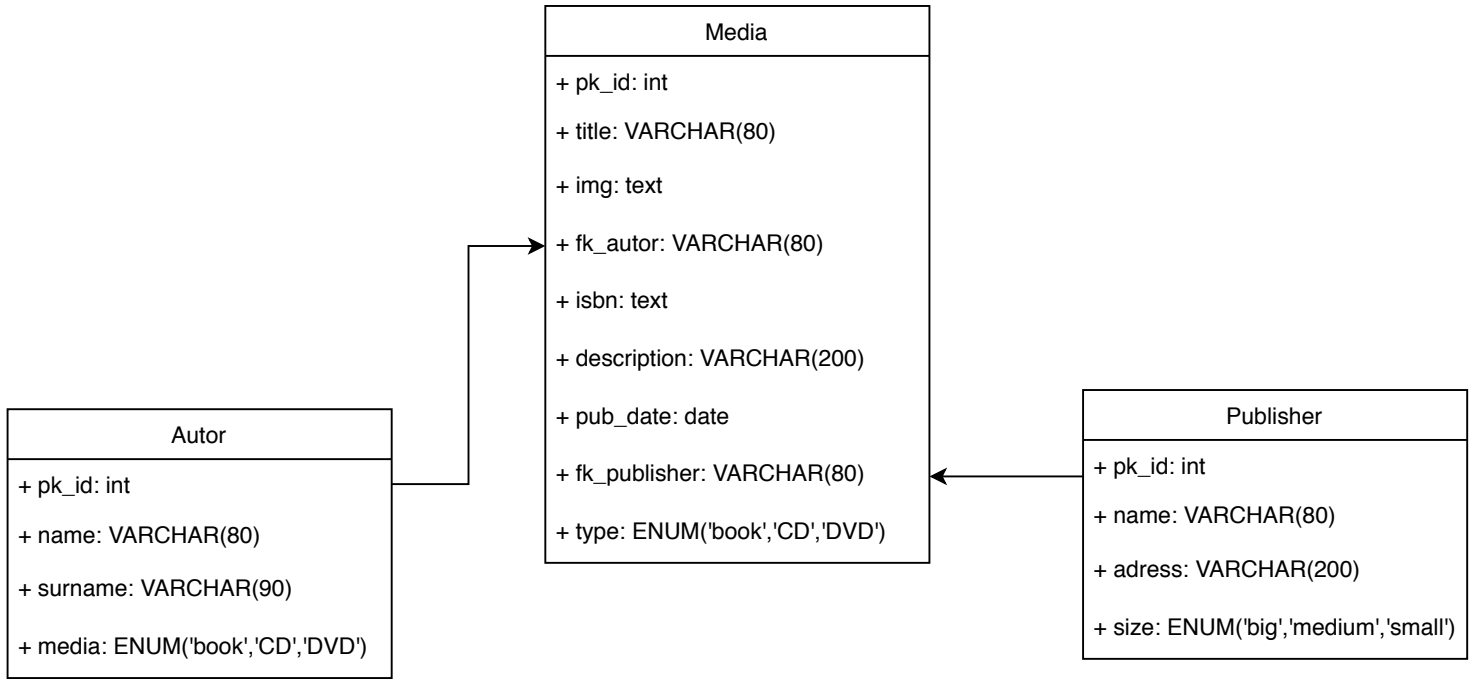 Media
+ pk_id: int
+ title: VARCHAR(80)
+ img: text
+ fk_autor: VARCHAR(80)
+ isbn: text
+ description: VARCHAR(200)
+ pub_date: date
+ fk_publisher: VARCHAR(80)
+ type: ENUM('book','CD','DVD')
Autor
+ pk_id: int
+ name: VARCHAR(80)
+ surname: VARCHAR(90)
+ media: ENUM('book','CD','DVD')
Publisher
+ pk_id: int
+ name: VARCHAR(80)
+ adress: VARCHAR(200)
+ size: ENUM('big','medium','small')